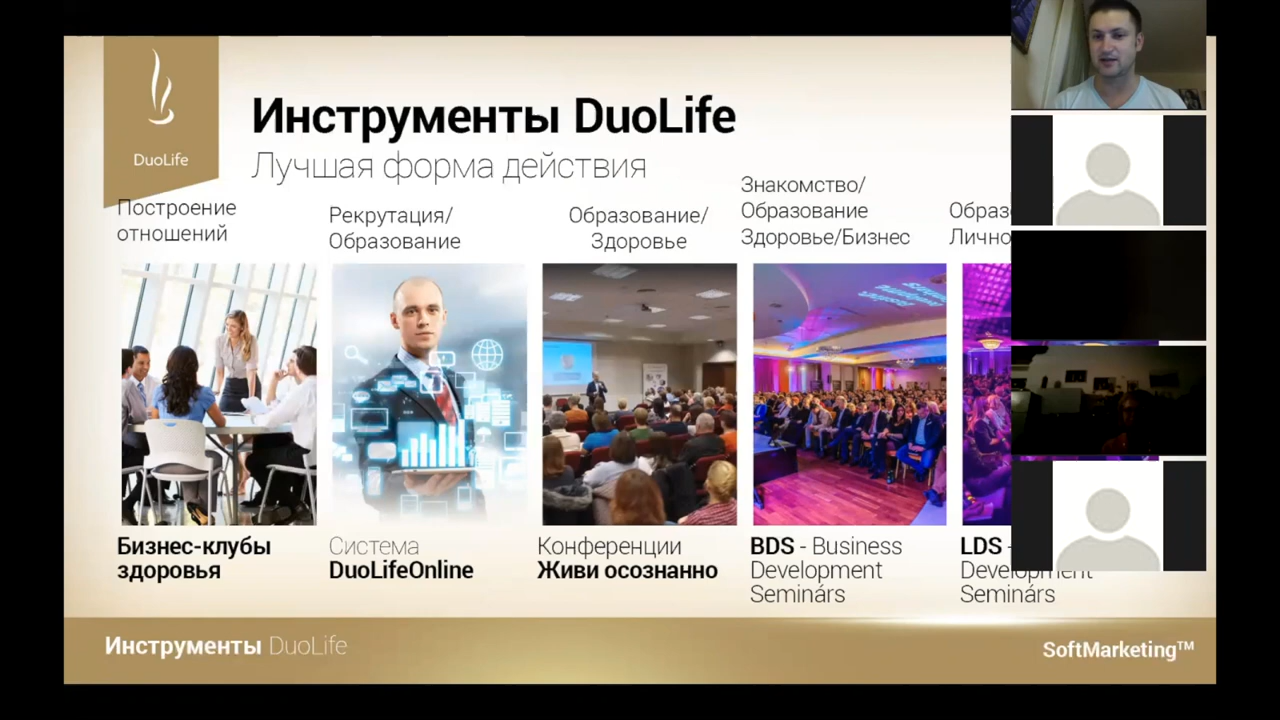 DuoLife
Инструменты DuoLife
Лучшая форма действия
Построение
отношений
Рекрутация/
Образование
Образование/
Здоровье
Знакомство/
Образование
Здоровье/Бизнес
Бизнес-клубы
здоровья
Система
DuoLifeOnline
Конференции
Живи осознанно
BDS - Business
Development
Seminárs
LDS -
Development
Seminárs
Инструменты DuoLife
SoftMarketing™